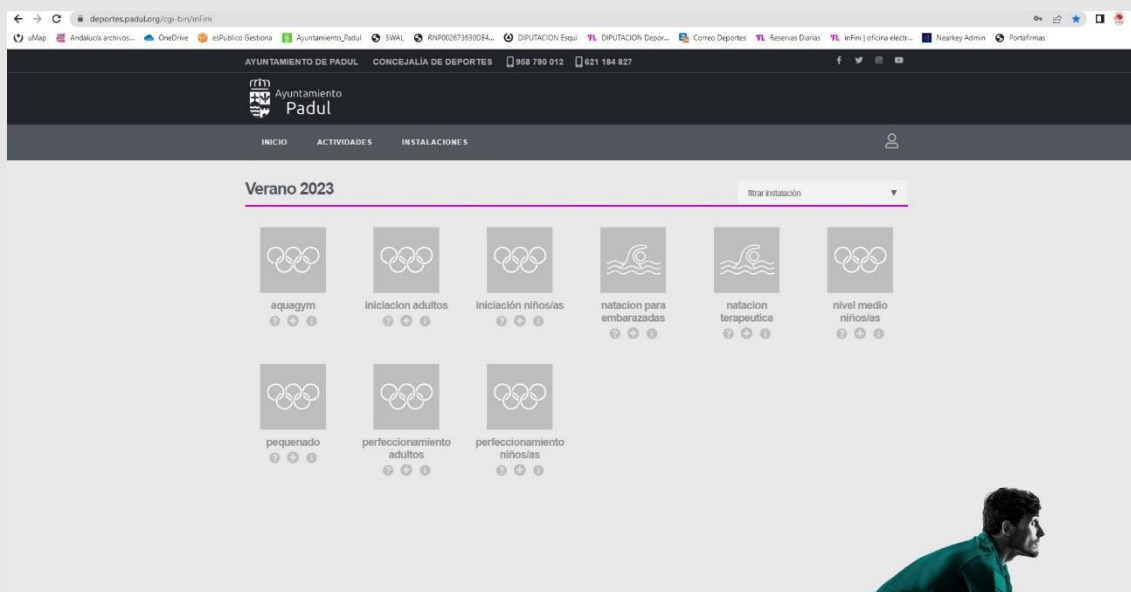 deportes.padul.org/cgi-bin/inFini
uMap Andalucía archivos... OneDrive esPublico Gestiona Ayuntamiento_Padul SWAL RNP002673630DE4... DIPUTACION Esqui DIPUTACION Depor... Correo Deportes Reservas Diarias inFini | oficina electr... Nearkey Admin Portafirmas
AYUNTAMIENTO DE PADUL CONCEJALÍA DE DEPORTES 958 790 012 621 184 827
Ayuntamiento
Padul
INICIO ACTIVIDADES INSTALACIONES
Verano 2023
filtrar instalación
aquagym
iniciacion adultos
iniciación niños/as
natacion para
embarazadas
natacion
terapeutica
nivel medio
niños/as
pequenado
perfeccionamiento
adultos
perfeccionamiento
niños/as